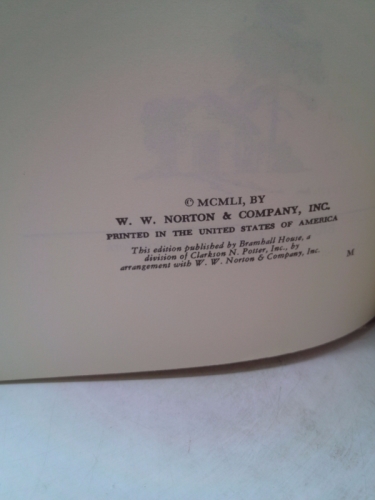 © MCMLI, BY
W. W. NORTON & COMPANY, INC.
PRINTED IN THE UNITED STATES OF AMERICA
This edition published by Bramhall House, a
division of Clarkson N. Potter, Inc., by
arrangement with W. W. Norton & Company, Inc.
M